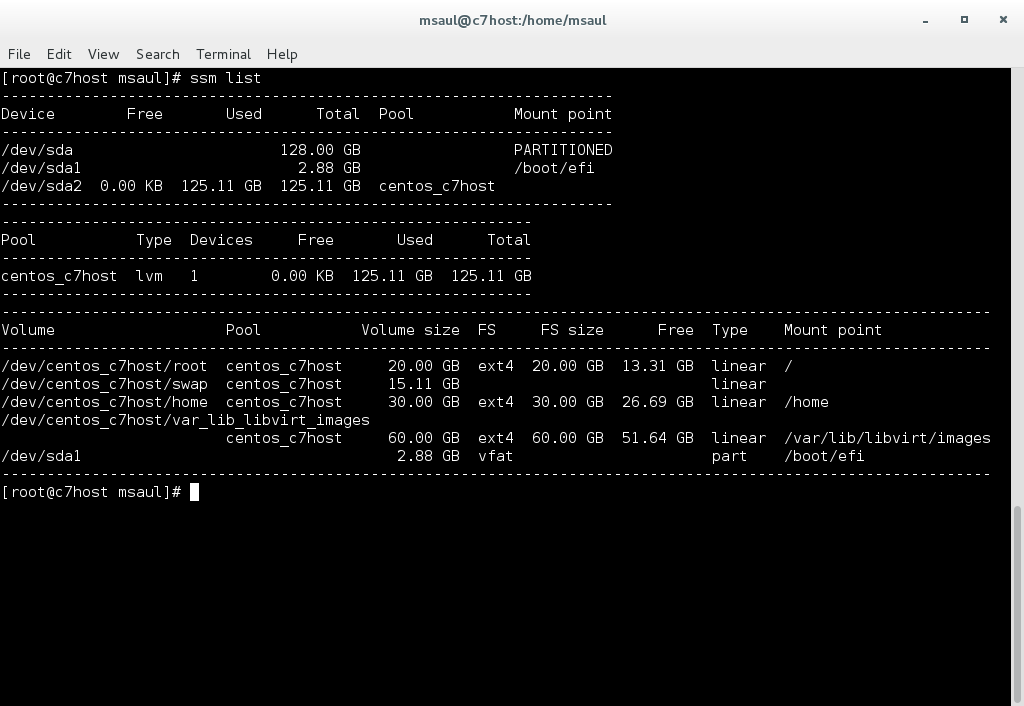 msaul@c7host:/home/msaul
File Edit View Search Terminal Help
[root@c7host msaul]# ssm list
--------------------------------------------------------------------
Device        Free       Used      Total  Pool           Mount point
--------------------------------------------------------------------
/dev/sda                       128.00 GB                 PARTITIONED
/dev/sda1                        2.88 GB                 /boot/efi
/dev/sda2  0.00 KB  125.11 GB  125.11 GB  centos_c7host
--------------------------------------------------------------------
-----------------------------------------------------------
Pool           Type  Devices     Free       Used      Total
-----------------------------------------------------------
centos_c7host  lvm   1        0.00 KB  125.11 GB  125.11 GB
-----------------------------------------------------------
--------------------------------------------------------------------------------------------------------------
Volume                   Pool           Volume size  FS     FS size      Free  Type    Mount point
--------------------------------------------------------------------------------------------------------------
/dev/centos_c7host/root  centos_c7host     20.00 GB  ext4  20.00 GB  13.31 GB  linear  /
/dev/centos_c7host/swap  centos_c7host     15.11 GB                            linear
/dev/centos_c7host/home  centos_c7host     30.00 GB  ext4  30.00 GB  26.69 GB  linear  /home
/dev/centos_c7host/var_lib_libvirt_images
                         centos_c7host     60.00 GB  ext4  60.00 GB  51.64 GB  linear  /var/lib/libvirt/images
/dev/sda1                                   2.88 GB  vfat                      part    /boot/efi
--------------------------------------------------------------------------------------------------------------
[root@c7host msaul]#